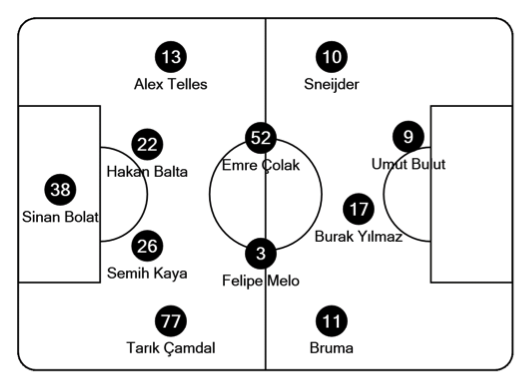 13
Alex Telles
10
Sneijder
22
Hakan Balta
52
Emre Çolak
9
Umut Bulut
38
Sinan Bolat
17
Burak Yılmaz
26
Semih Kaya
3
Felipe Melo
77
Tarık Çamdal
11
Bruma